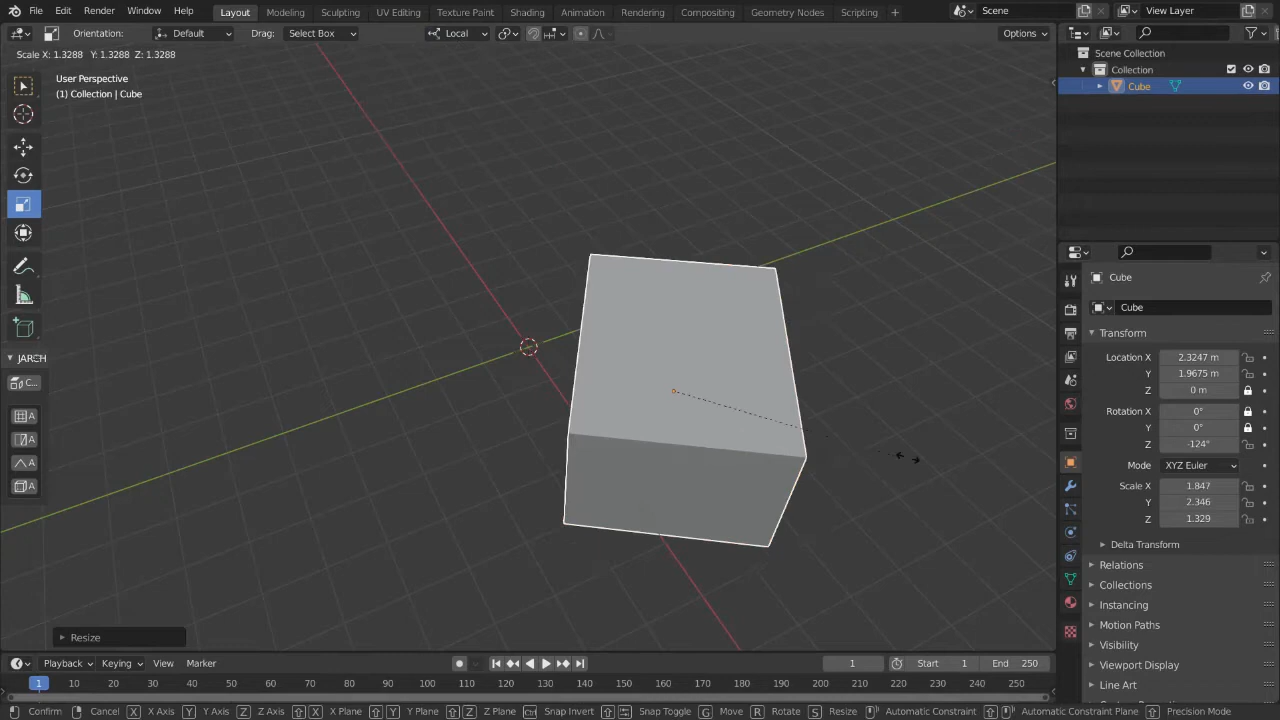 File Edit Render Window Help Layout Modeling Sculpting UV Editing Texture Paint Shading Animation Rendering Compositing Geometry Nodes Scripting + Scene View Layer
Orientation: Default Drag: Select Box Local Options
Scale X: 1.3288 Y: 1.3288 Z: 1.3288
User Perspective
(1) Collection | Cube
JARCH
C...
A
A
A
A
Resize
Scene Collection
Collection
Cube
Cube
Cube
Transform
Location X 2.3247 m
Y 1.9675 m
Z 0 m
Rotation X 0°
Y 0°
Z -124°
Mode XYZ Euler
Scale X 1.847
Y 2.346
Z 1.329
Delta Transform
Relations
Collections
Instancing
Motion Paths
Visibility
Viewport Display
Line Art
Playback Keying View Marker 1 Start 1 End 250
1 10 20 30 40 50 60 70 80 90 100 110 120 130 140 150 160 170 180 190 200 210 220 230 240 250
Confirm Cancel X X Axis Y Y Axis Z Z Axis X X Plane Y Y Plane Z Z Plane Snap Invert Snap Toggle G Move R Rotate S Resize Automatic Constraint Automatic Constraint Plane Precision Mode